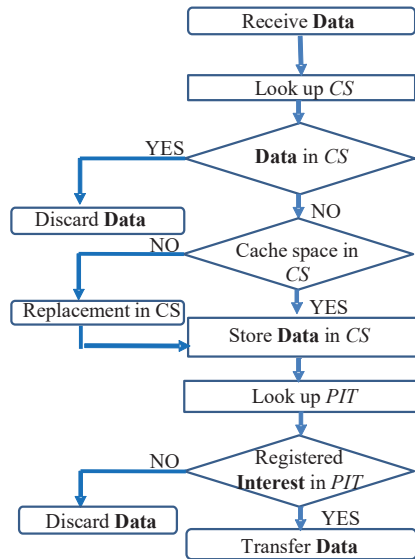 Receive Data
Look up CS
YES
Data in CS
Discard Data
NO
NO
Cache space in
CS
Replacement in CS
YES
Store Data in CS
Look up PIT
NO
Registered
Interest in PIT
Discard Data
YES
Transfer Data